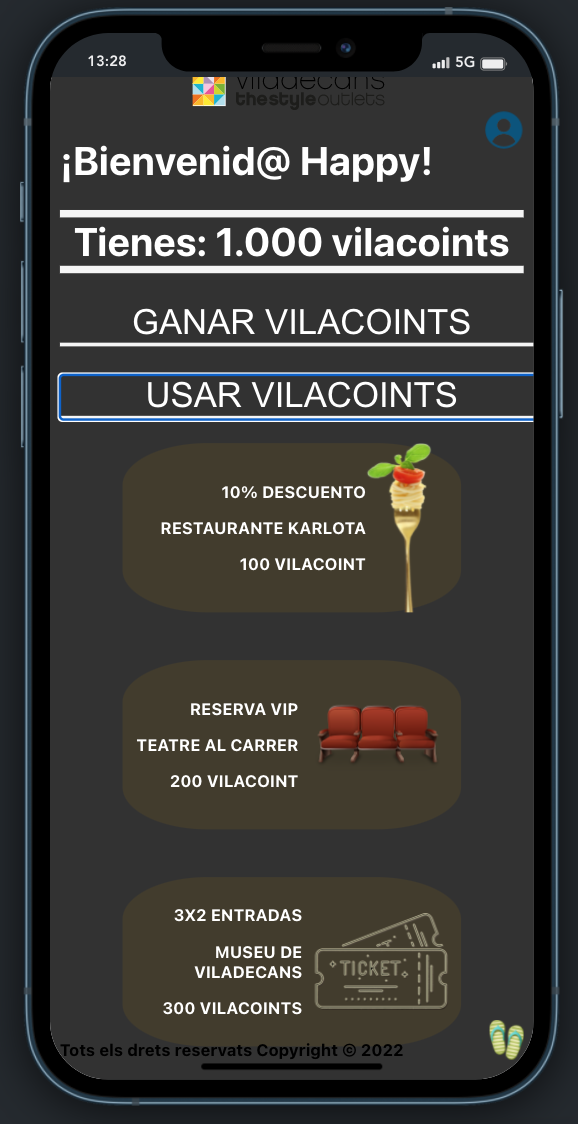 13:28
5G
viladecans
thestyleoutlets
¡Bienvenid@ Happy!
Tienes: 1.000 vilacoints
GANAR VILACOINTS
USAR VILACOINTS
10% DESCUENTO
RESTAURANTE KARLOTA
100 VILACOINT
RESERVA VIP
TEATRE AL CARRER
200 VILACOINT
3X2 ENTRADAS
MUSEU DE
VILADECANS
300 VILACOINTS
TICKET
Tots els drets reservats Copyright © 2022